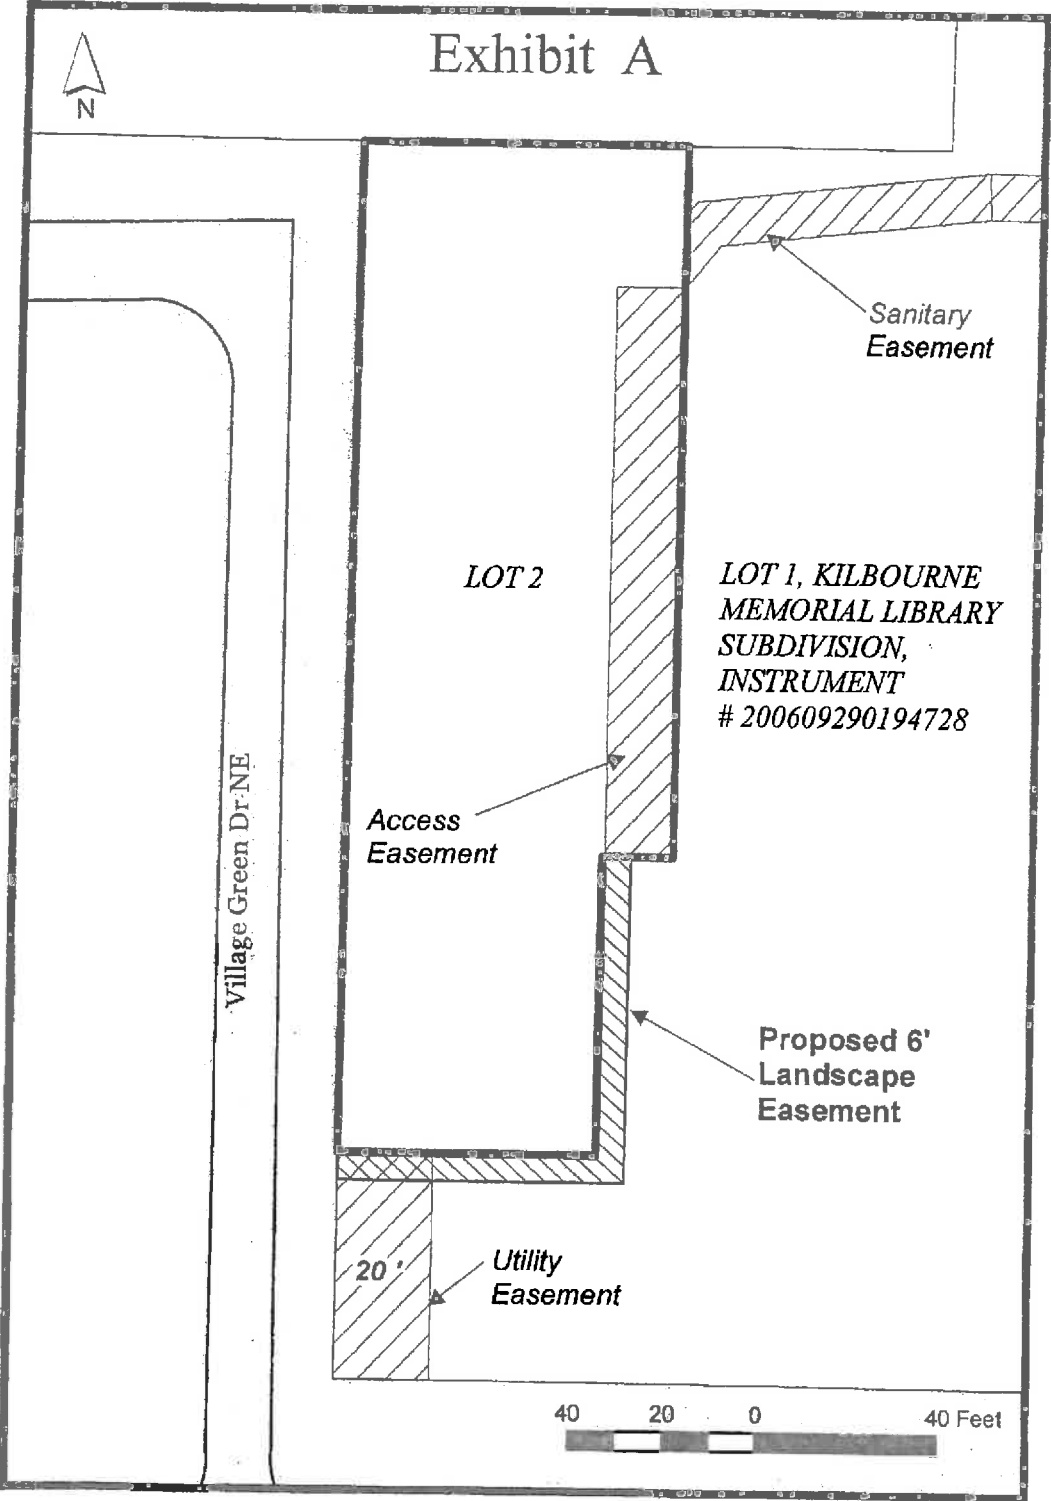 Exhibit A
N
Sanitary
Easement
LOT 2
LOT 1, KILBOURNE
MEMORIAL LIBRARY
SUBDIVISION,
INSTRUMENT
# 200609290194728
Village Green Dr NE
Access
Easement
Proposed 6'
Landscape
Easement
20 '
Utility
Easement
40 20 0 40 Feet